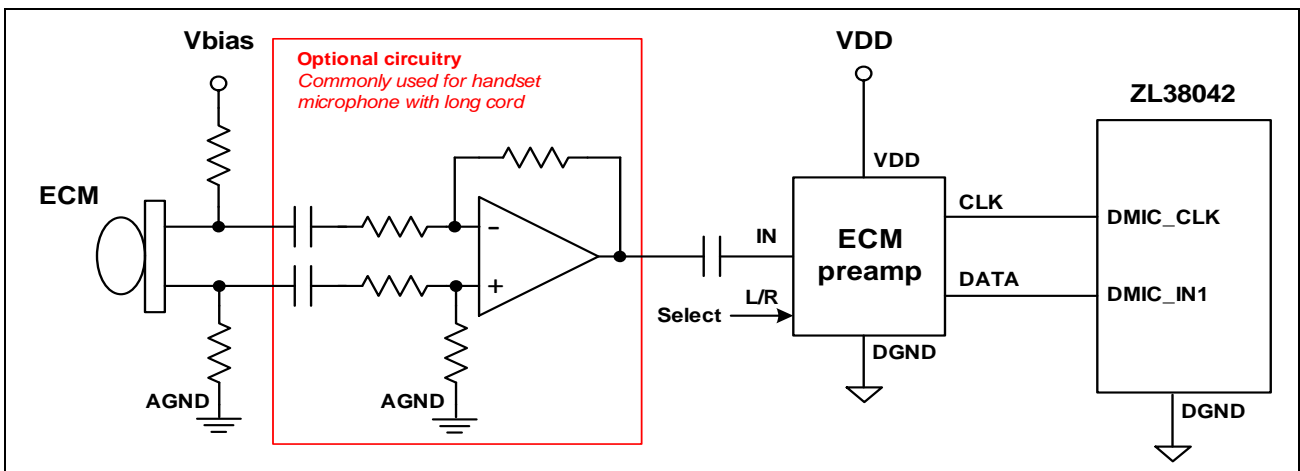 Vbias
Optional circuitry
Commonly used for handset
microphone with long cord
VDD
ZL38042
ECM
VDD
CLK
DMIC_CLK
-
IN
ECM
preamp
+
L/R
Select
DATA
DMIC_IN1
DGND
AGND
AGND
DGND